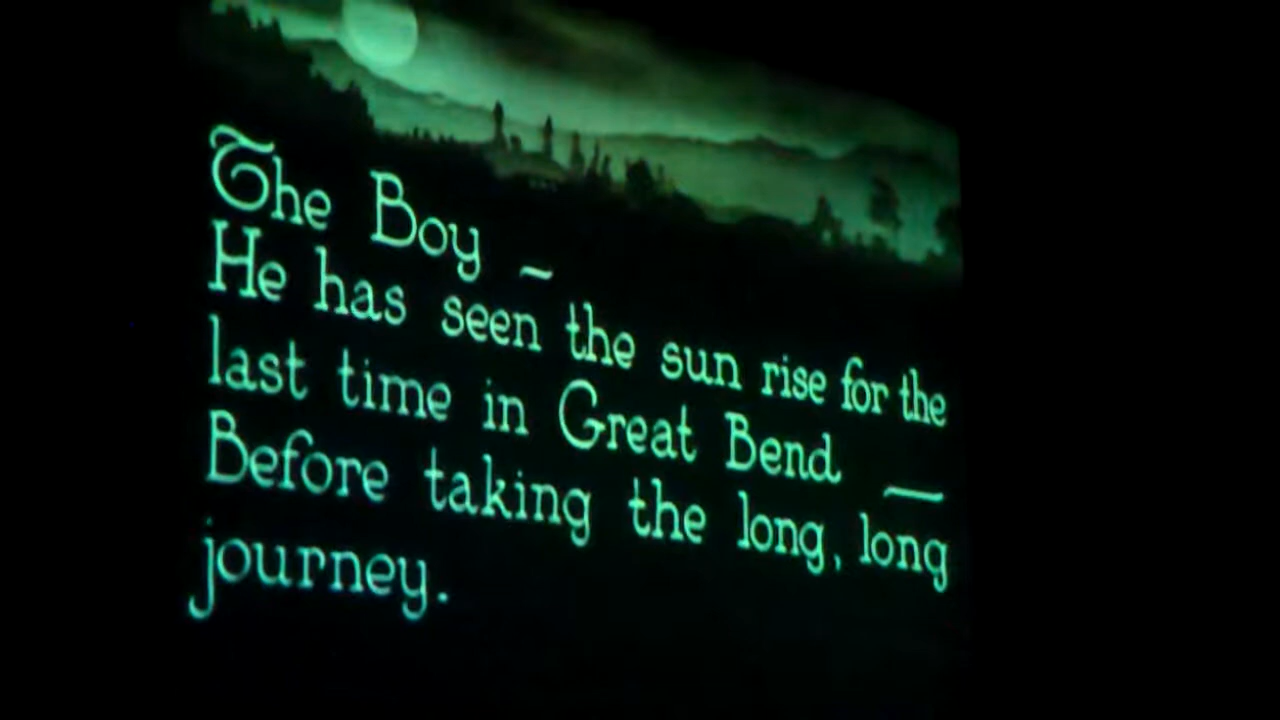 The Boy –
He has seen the sun rise for the
last time in Great Bend —
Before taking the long, long
journey.